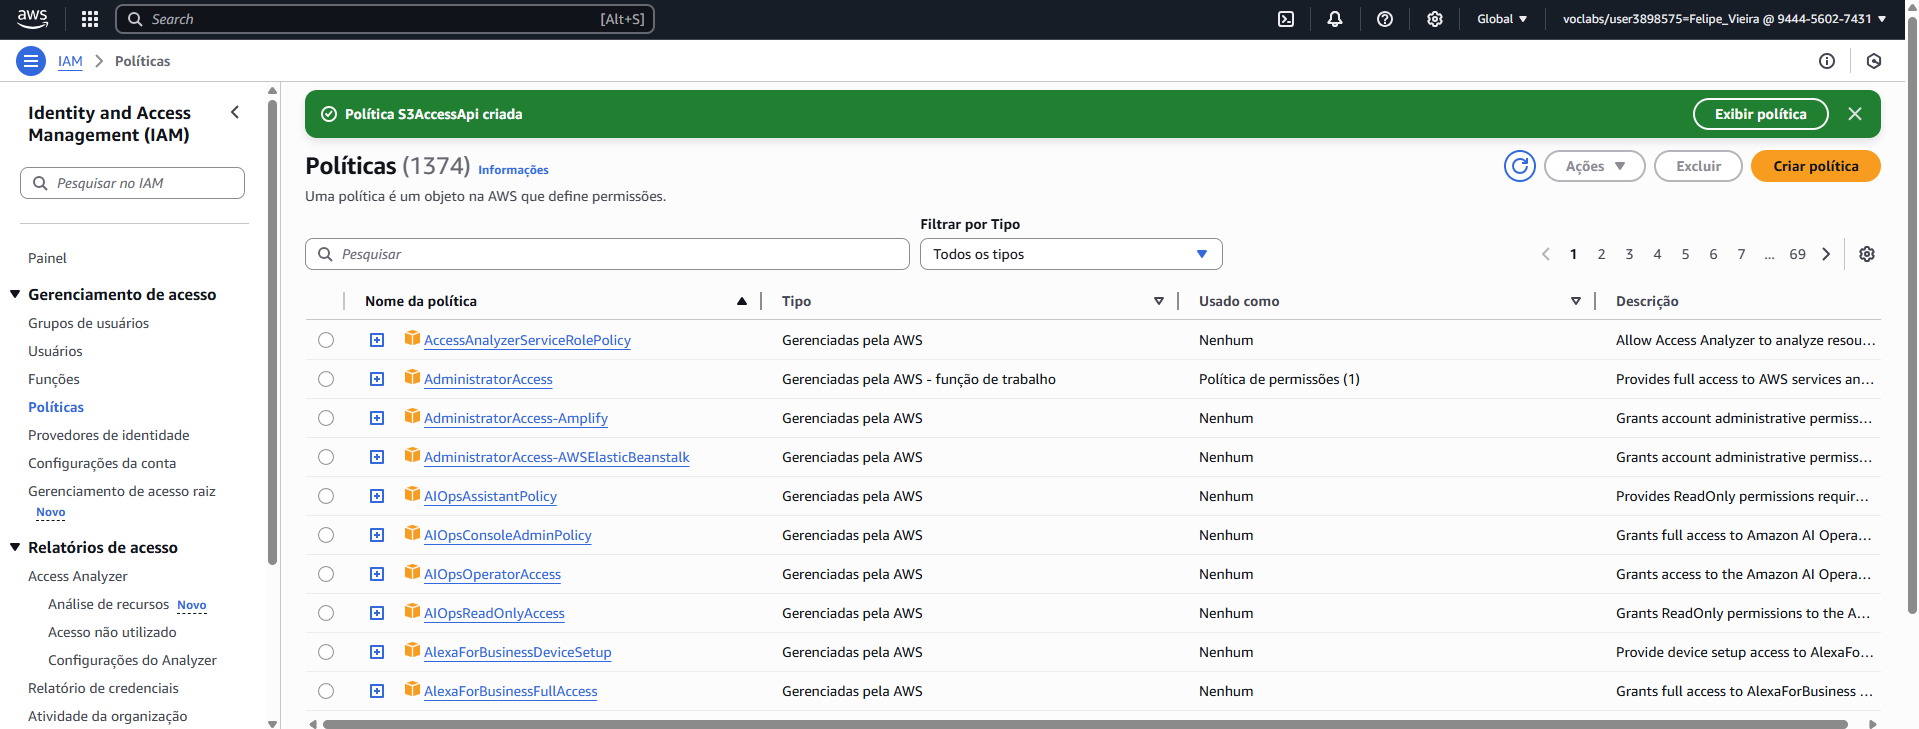 aws
Search [Alt+S] Global voclabs/user3898575=Felipe_Vieira @ 9444-5602-7431
IAM > Políticas
Identity and Access Management (IAM)
Pesquisar no IAM
Painel
Gerenciamento de acesso
Grupos de usuários
Usuários
Funções
Políticas
Provedores de identidade
Configurações da conta
Gerenciamento de acesso raiz
Novo
Relatórios de acesso
Access Analyzer
Análise de recursos Novo
Acesso não utilizado
Configurações do Analyzer
Relatório de credenciais
Atividade da organização
Política S3AccessApi criada Exibir política
Políticas (1374) Informações Ações Excluir Criar política
Uma política é um objeto na AWS que define permissões.
Filtrar por Tipo
Pesquisar Todos os tipos 1 2 3 4 5 6 7 ... 69
Nome da política Tipo Usado como Descrição
AccessAnalyzerServiceRolePolicy Gerenciadas pela AWS Nenhum Allow Access Analyzer to analyze resou...
AdministratorAccess Gerenciadas pela AWS - função de trabalho Política de permissões (1) Provides full access to AWS services an...
AdministratorAccess-Amplify Gerenciadas pela AWS Nenhum Grants account administrative permiss...
AdministratorAccess-AWSElasticBeanstalk Gerenciadas pela AWS Nenhum Grants account administrative permiss...
AIOpsAssistantPolicy Gerenciadas pela AWS Nenhum Provides ReadOnly permissions requir...
AIOpsConsoleAdminPolicy Gerenciadas pela AWS Nenhum Grants full access to Amazon AI Opera...
AIOpsOperatorAccess Gerenciadas pela AWS Nenhum Grants access to the Amazon AI Opera...
AIOpsReadOnlyAccess Gerenciadas pela AWS Nenhum Grants ReadOnly permissions to the A...
AlexaForBusinessDeviceSetup Gerenciadas pela AWS Nenhum Provide device setup access to AlexaFo...
AlexaForBusinessFullAccess Gerenciadas pela AWS Nenhum Grants full access to AlexaForBusiness ...